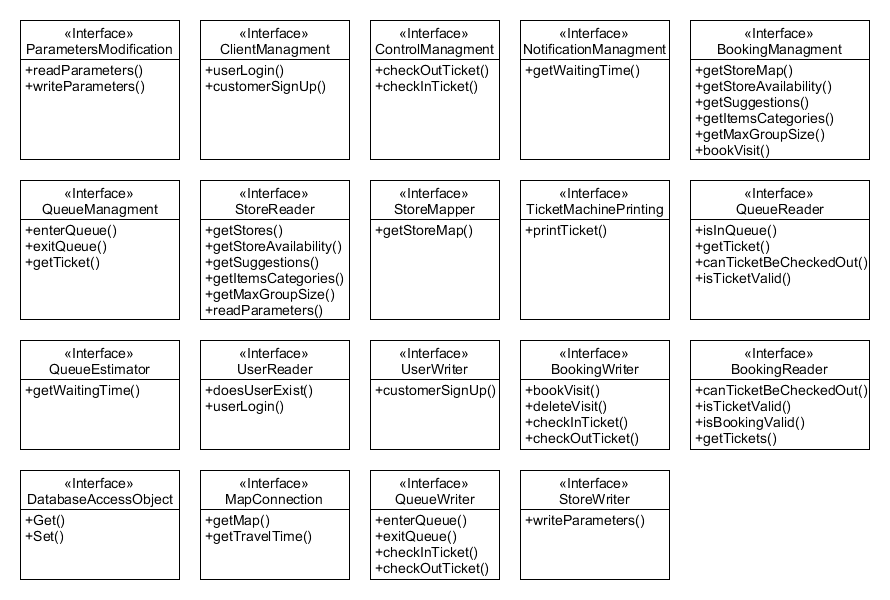 «Interface»
ParametersModification
+readParameters()
+writeParameters()
«Interface»
ClientManagment
+userLogin()
+customerSignUp()
«Interface»
ControlManagment
+checkOutTicket()
+checkInTicket()
«Interface»
NotificationManagment
+getWaitingTime()
«Interface»
BookingManagment
+getStoreMap()
+getStoreAvailability()
+getSuggestions()
+getItemsCategories()
+getMaxGroupSize()
+bookVisit()
«Interface»
QueueManagment
+enterQueue()
+exitQueue()
+getTicket()
«Interface»
StoreReader
+getStores()
+getStoreAvailability()
+getSuggestions()
+getItemsCategories()
+getMaxGroupSize()
+readParameters()
«Interface»
StoreMapper
+getStoreMap()
«Interface»
TicketMachinePrinting
+printTicket()
«Interface»
QueueReader
+isInQueue()
+getTicket()
+canTicketBeCheckedOut()
+isTicketValid()
«Interface»
QueueEstimator
+getWaitingTime()
«Interface»
UserReader
+doesUserExist()
+userLogin()
«Interface»
UserWriter
+customerSignUp()
«Interface»
BookingWriter
+bookVisit()
+deleteVisit()
+checkInTicket()
+checkOutTicket()
«Interface»
BookingReader
+canTicketBeCheckedOut()
+isTicketValid()
+isBookingValid()
+getTickets()
«Interface»
DatabaseAccessObject
+Get()
+Set()
«Interface»
MapConnection
+getMap()
+getTravelTime()
«Interface»
QueueWriter
+enterQueue()
+exitQueue()
+checkInTicket()
+checkOutTicket()
«Interface»
StoreWriter
+writeParameters()